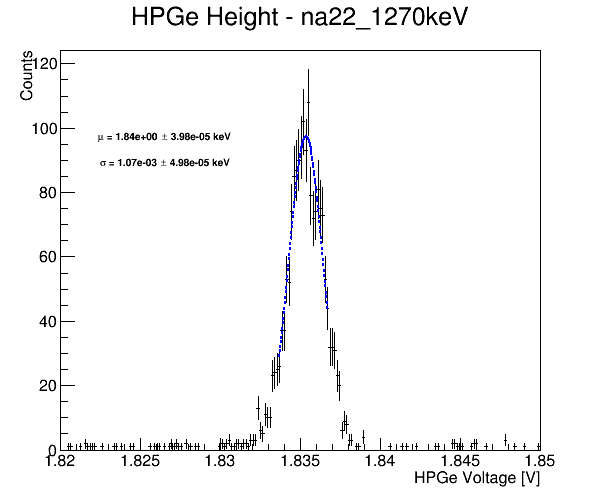 HPGe Height - na22_1270keV
Counts
120
μ = 1.84e+00 ± 3.98e-05 keV
σ = 1.07e-03 ± 4.98e-05 keV
100
80
60
40
20
0
1.82 1.825 1.83 1.835 1.84 1.845 1.85
HPGe Voltage [V]